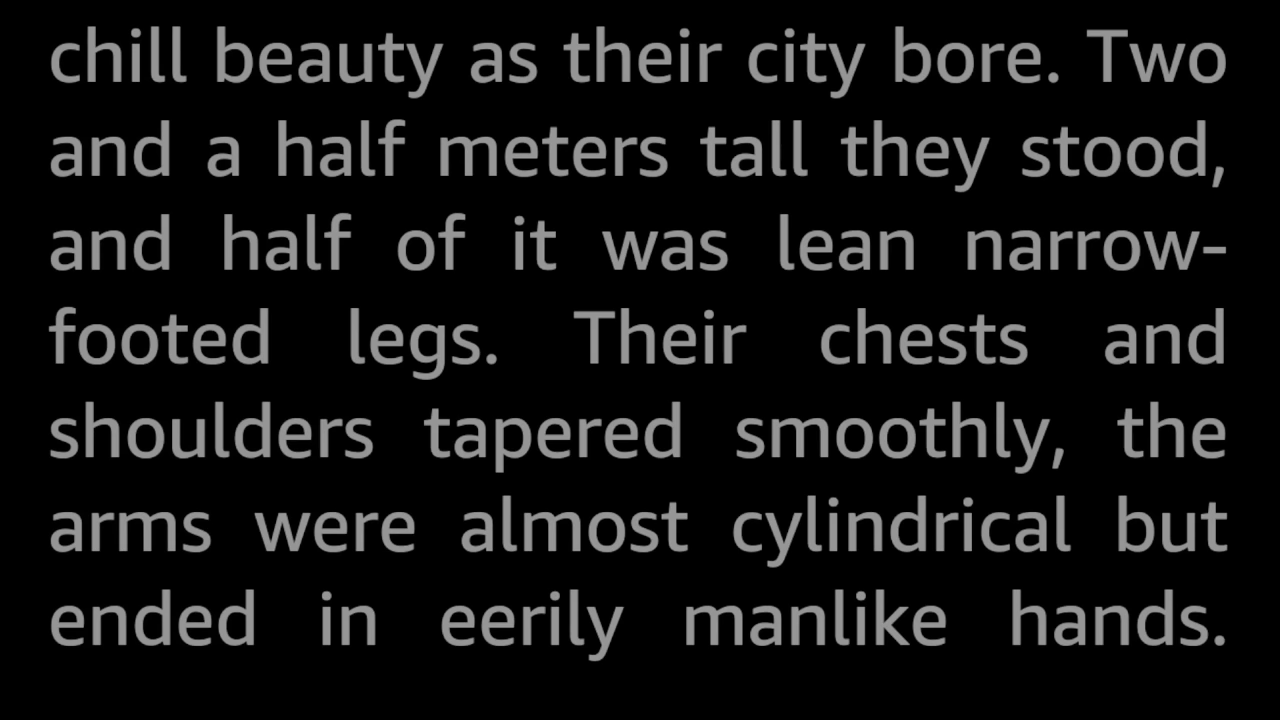 chill beauty as their city bore. Two
and a half meters tall they stood,
and half of it was lean narrow-
footed legs. Their chests and
shoulders tapered smoothly, the
arms were almost cylindrical but
ended in eerily manlike hands.